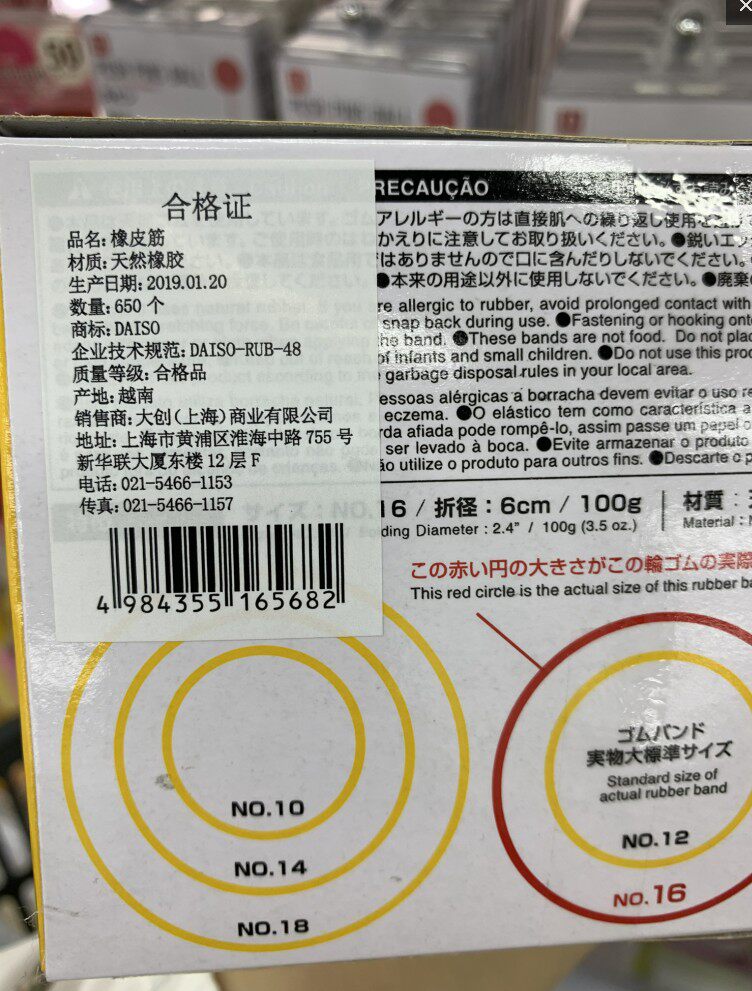 合格证
品名: 橡皮筋
材质: 天然橡胶
生产日期: 2019.01.20
数量: 650 个
商标: DAISO
企业技术规范: DAISO-RUB-48
质量等级: 合格品
产地: 越南
销售商: 大创(上海)商业有限公司
地址: 上海市黄浦区淮海中路 755 号
新华联大厦东楼 12 层 F
电话: 021-5466-1153
传真: 021-5466-1157
4 984355 165682
RECAUÇÃO
アレルギーの方は直接肌への繰り返し使用を
かえりに注意してお取り扱いください。●鋭いエッ
ではありませんので口に含んだりしないでください。
●本来の用途以外に使用しないでください。●廃棄
re allergic to rubber, avoid prolonged contact with
snap back during use. ●Fastening or hooking ont
he band. ●These bands are not food. Do not plac
of infants and small children. ●Do not use this proc
garbage disposal rules in your local area.
essoas alérgicas a borracha devem evitar o uso re
eczema. ●O elástico tem como característica a
rda afiada pode rompê-lo, assim passe um papel o
ser levado à boca. ●Evite armazenar o produto
ão utilize o produto para outros fins. ●Descarte o p
サイズ：NO.16 / 折径：6cm / 100g 材質：
ding Diameter : 2.4" / 100g (3.5 oz.) Material :
この赤い円の大きさがこの輪ゴムの実際
This red circle is the actual size of this rubber ba
ゴムバンド
実物大標準サイズ
Standard size of
actual rubber band
NO.10
NO.14
NO.18
NO.12
NO.16